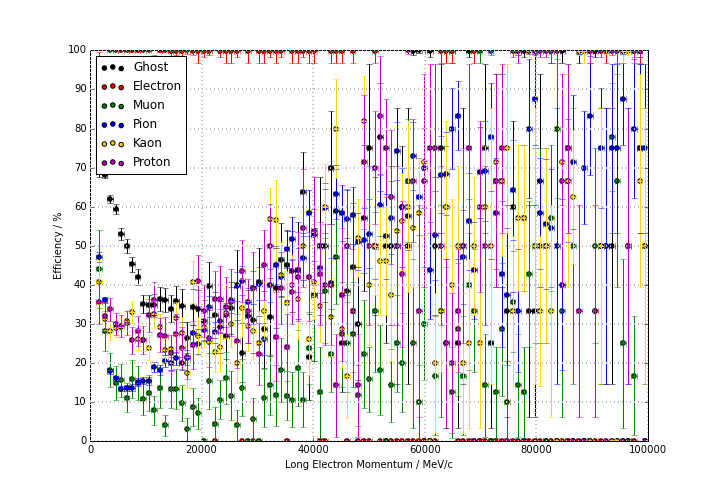 100
90
80
70
60
50
40
30
20
10
0
Efficiency / %
Ghost
Electron
Muon
Pion
Kaon
Proton
0 20000 40000 60000 80000 100000
Long Electron Momentum / MeV/c